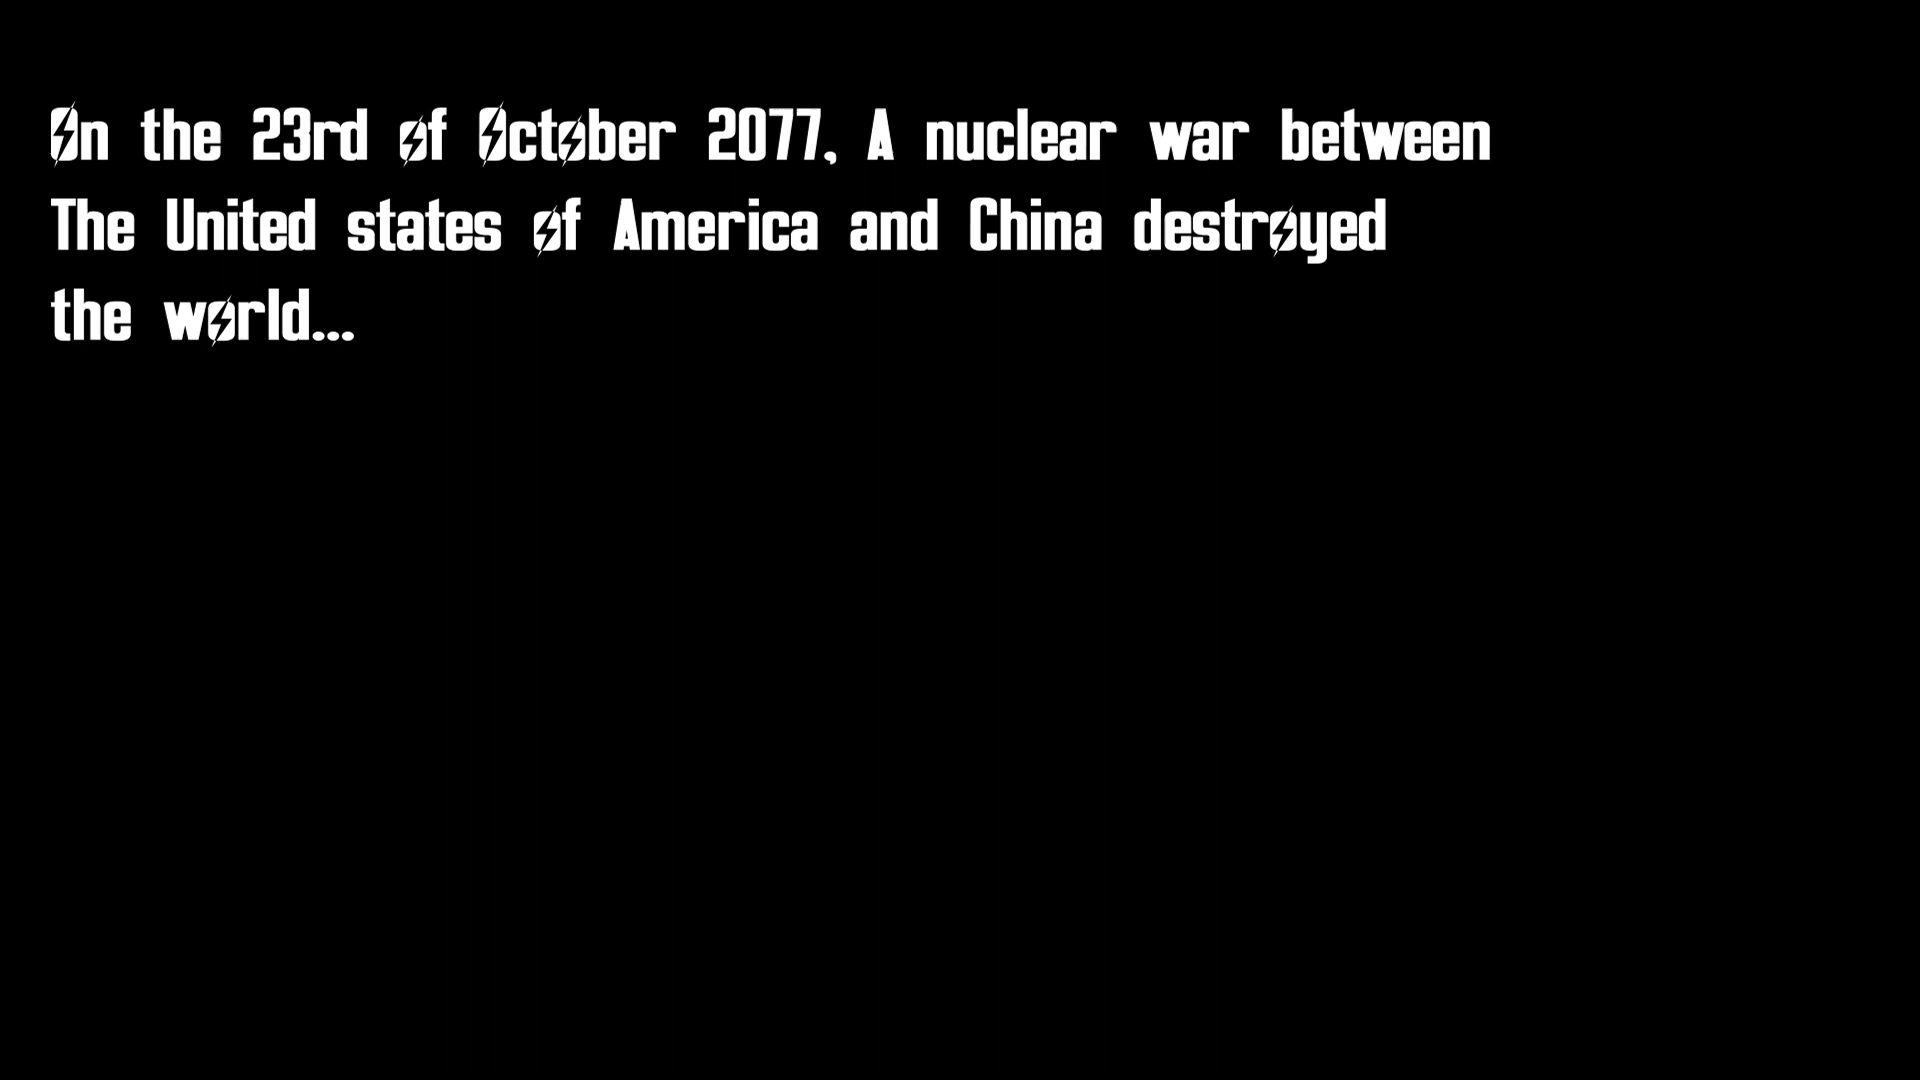 On the 23rd of October 2077, A nuclear war between
The United states of America and China destroyed
the world...